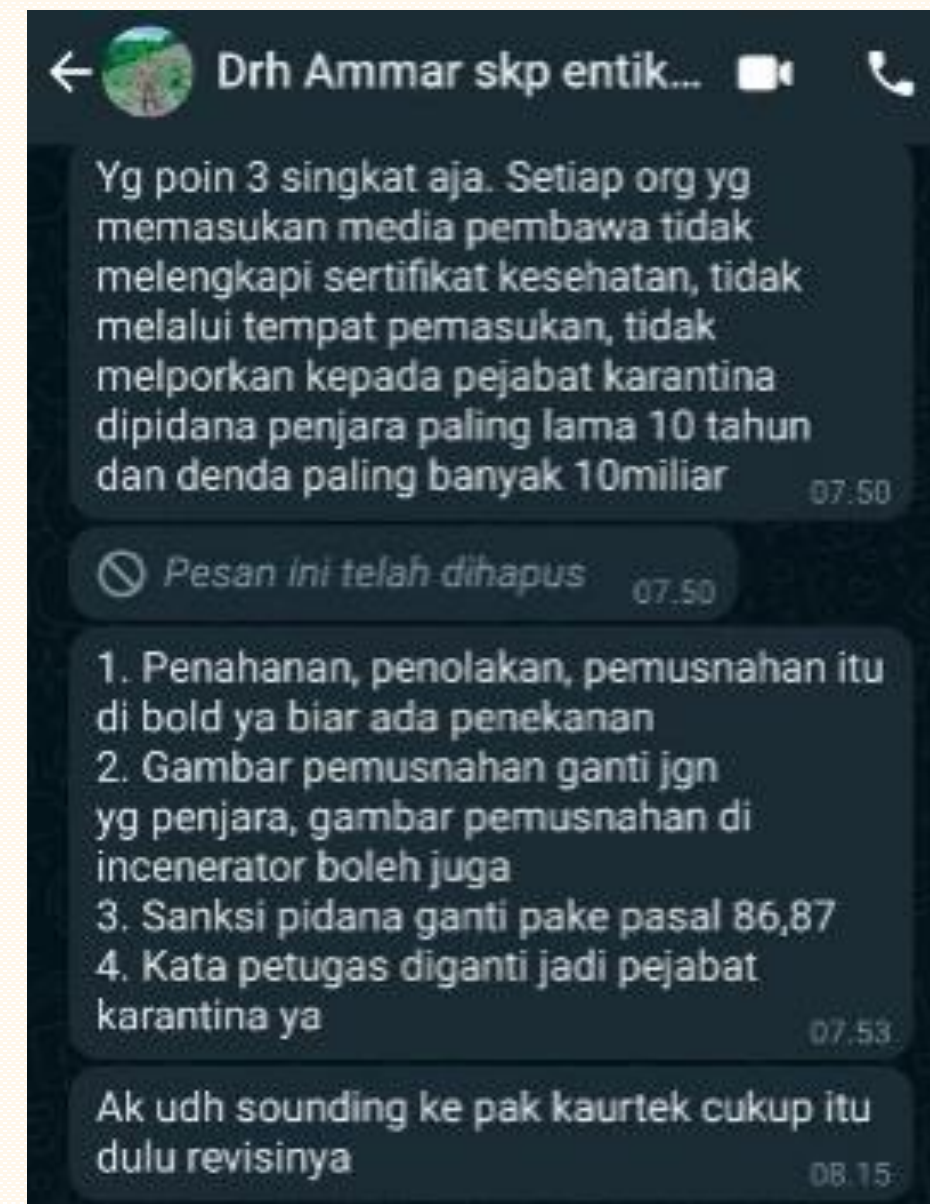 Drh Ammar skp entik...
Yg poin 3 singkat aja. Setiap org yg
memasukan media pembawa tidak
melengkapi sertifikat kesehatan, tidak
melalui tempat pemasukan, tidak
melporkan kepada pejabat karantina
dipidana penjara paling lama 10 tahun
dan denda paling banyak 10miliar 07.50
Pesan ini telah dihapus 07.50
1. Penahanan, penolakan, pemusnahan itu
di bold ya biar ada penekanan
2. Gambar pemusnahan ganti jgn
yg penjara, gambar pemusnahan di
incenerator boleh juga
3. Sanksi pidana ganti pake pasal 86,87
4. Kata petugas diganti jadi pejabat
karantina ya 07.53
Ak udh sounding ke pak kaurtek cukup itu
dulu revisinya 08.15